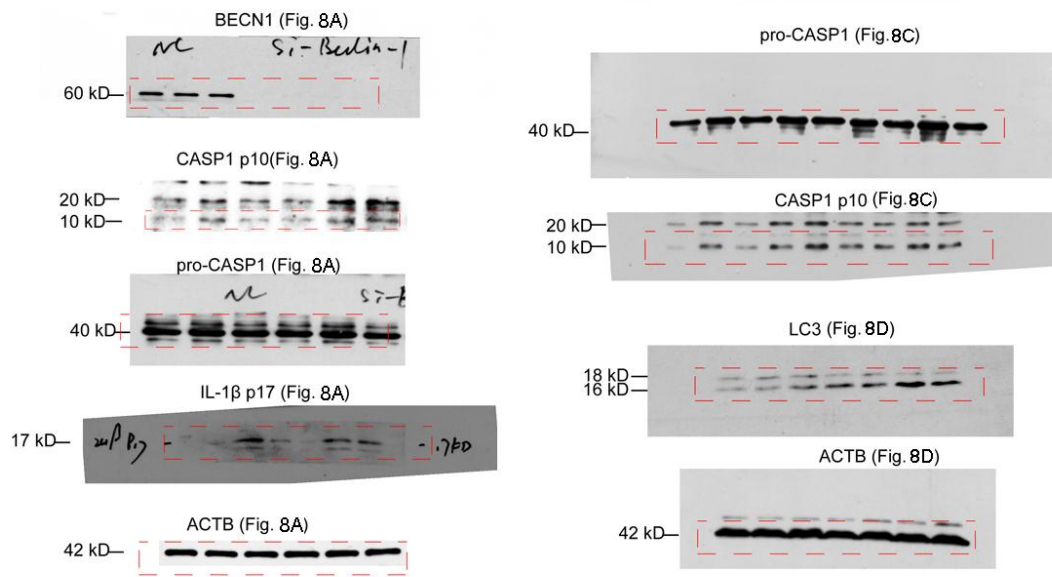 BECN1 (Fig. 8A)
NC Si-Beclin-1
60 kD
CASP1 p10(Fig. 8A)
20 kD
10 kD
pro-CASP1 (Fig. 8A)
NC Si-B
40 kD
IL-1β p17 (Fig. 8A)
17 kD
17kD
ACTB (Fig. 8A)
42 kD
pro-CASP1 (Fig. 8C)
40 kD
CASP1 p10 (Fig. 8C)
20 kD
10 kD
LC3 (Fig. 8D)
18 kD
16 kD
ACTB (Fig. 8D)
42 kD